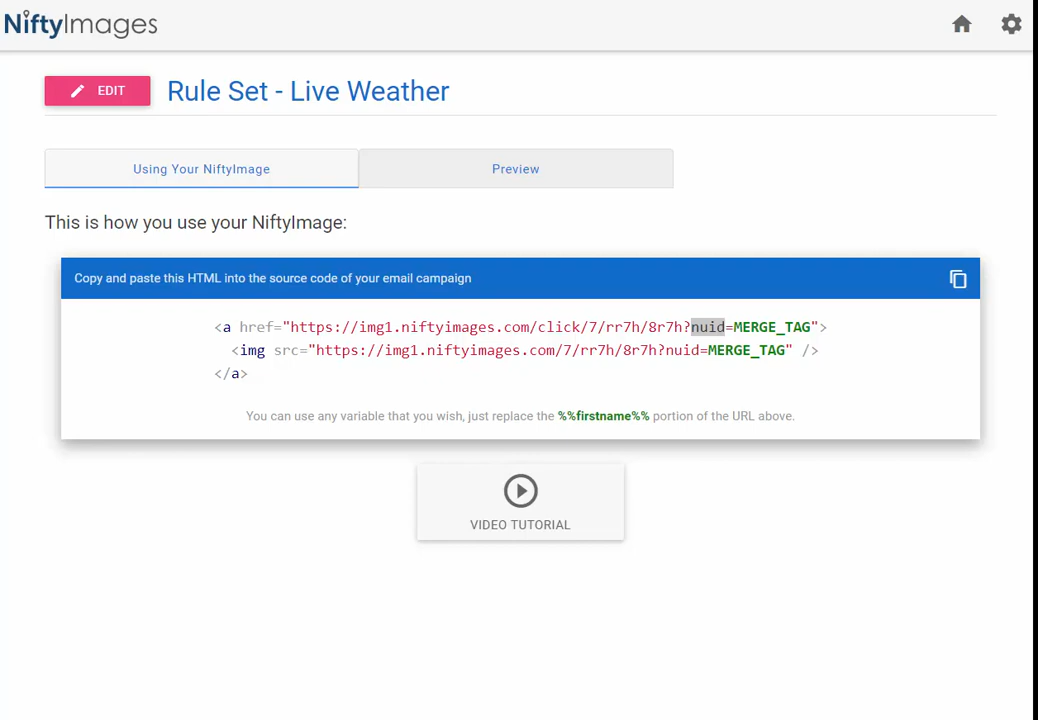 NiftyImages
EDIT
Rule Set - Live Weather
Using Your NiftyImage
Preview
This is how you use your NiftyImage:
Copy and paste this HTML into the source code of your email campaign
<a href="https://img1.niftyimages.com/click/7/rr7h/8r7h?nuid=MERGE_TAG">
<img src="https://img1.niftyimages.com/7/rr7h/8r7h?nuid=MERGE_TAG" />
</a>
You can use any variable that you wish, just replace the %%firstname%% portion of the URL above.
VIDEO TUTORIAL